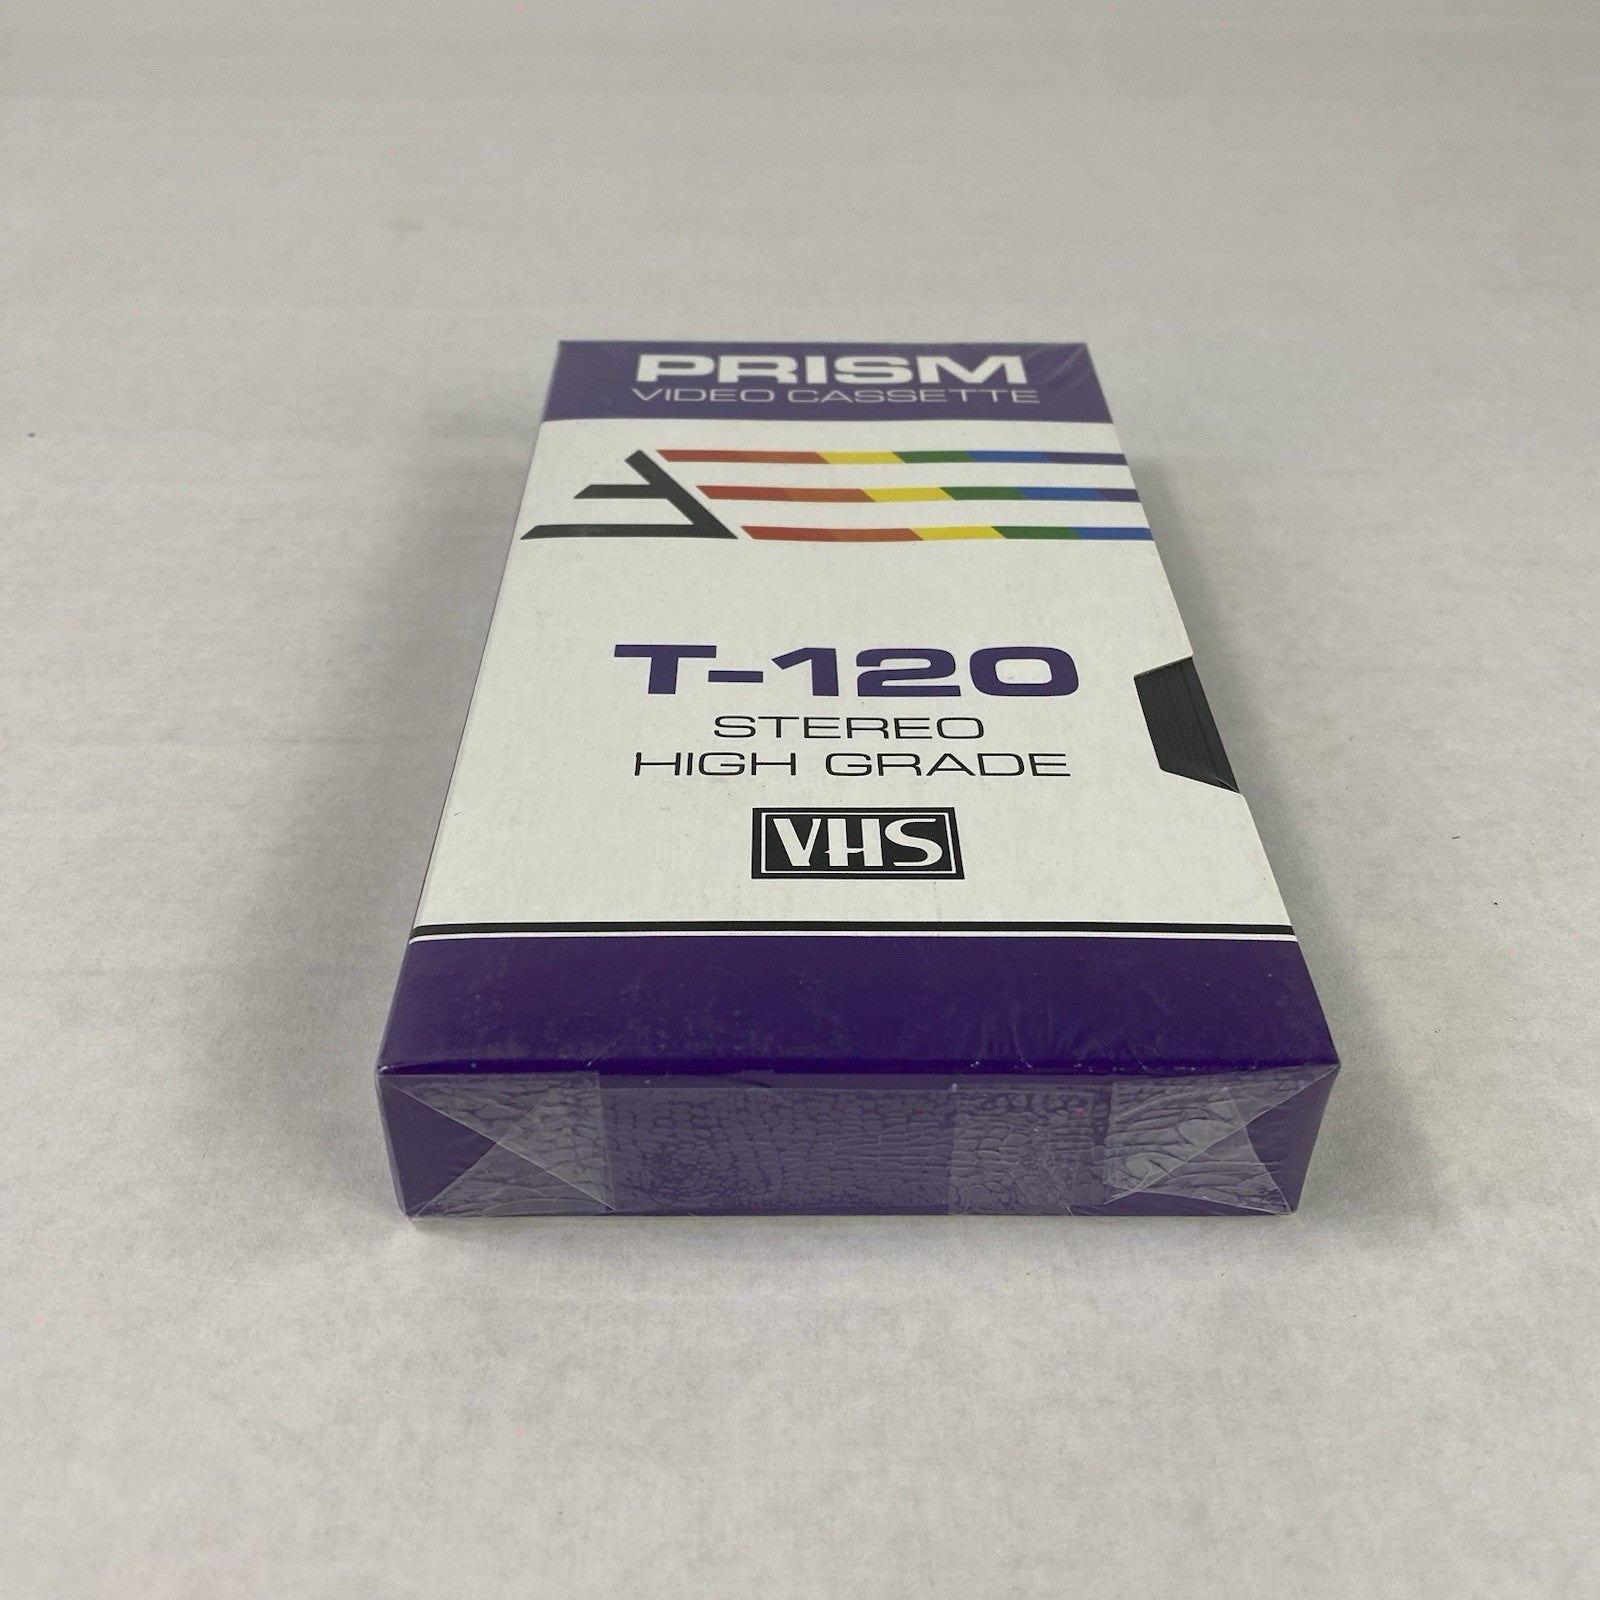 PRISM
VIDEO CASSETTE
T-120
STEREO
HIGH GRADE
VHS